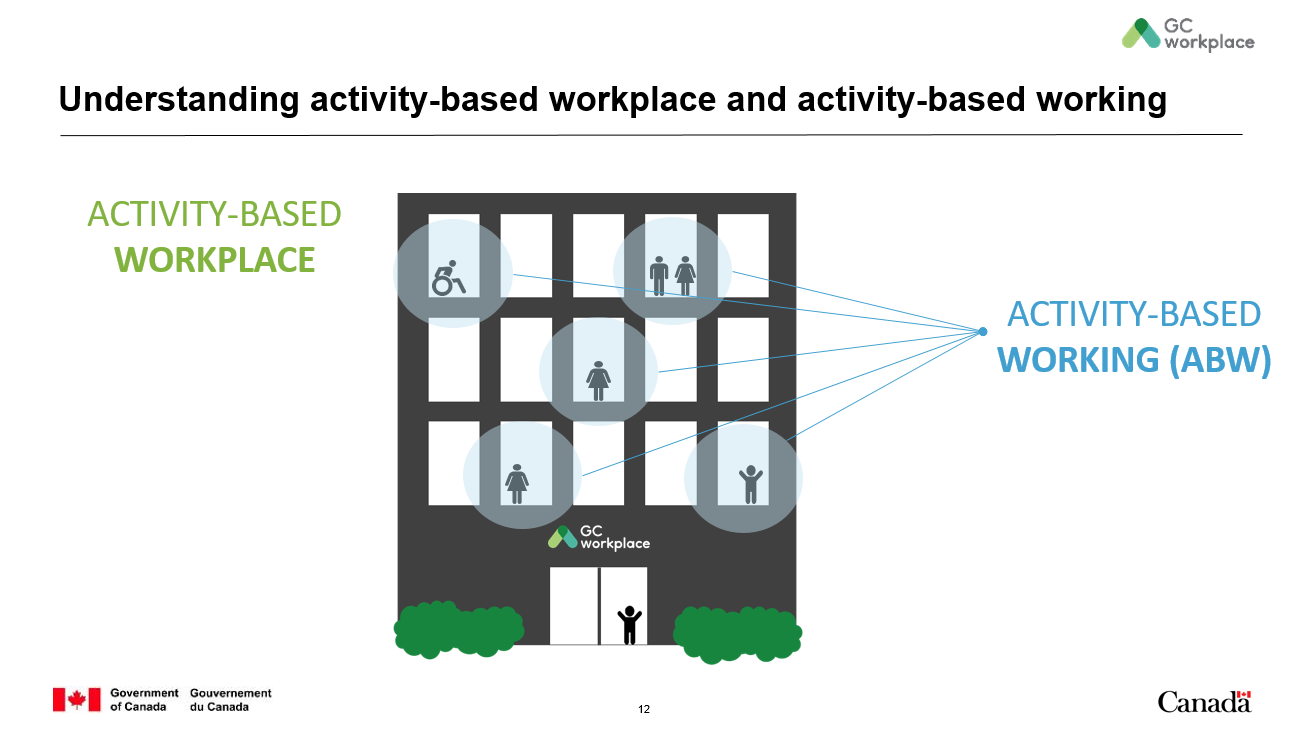 GC
workplace
Understanding activity-based workplace and activity-based working
ACTIVITY-BASED
WORKPLACE
ACTIVITY-BASED
WORKING (ABW)
GC
workplace
Government
of Canada
Gouvernement
du Canada
12
Canada